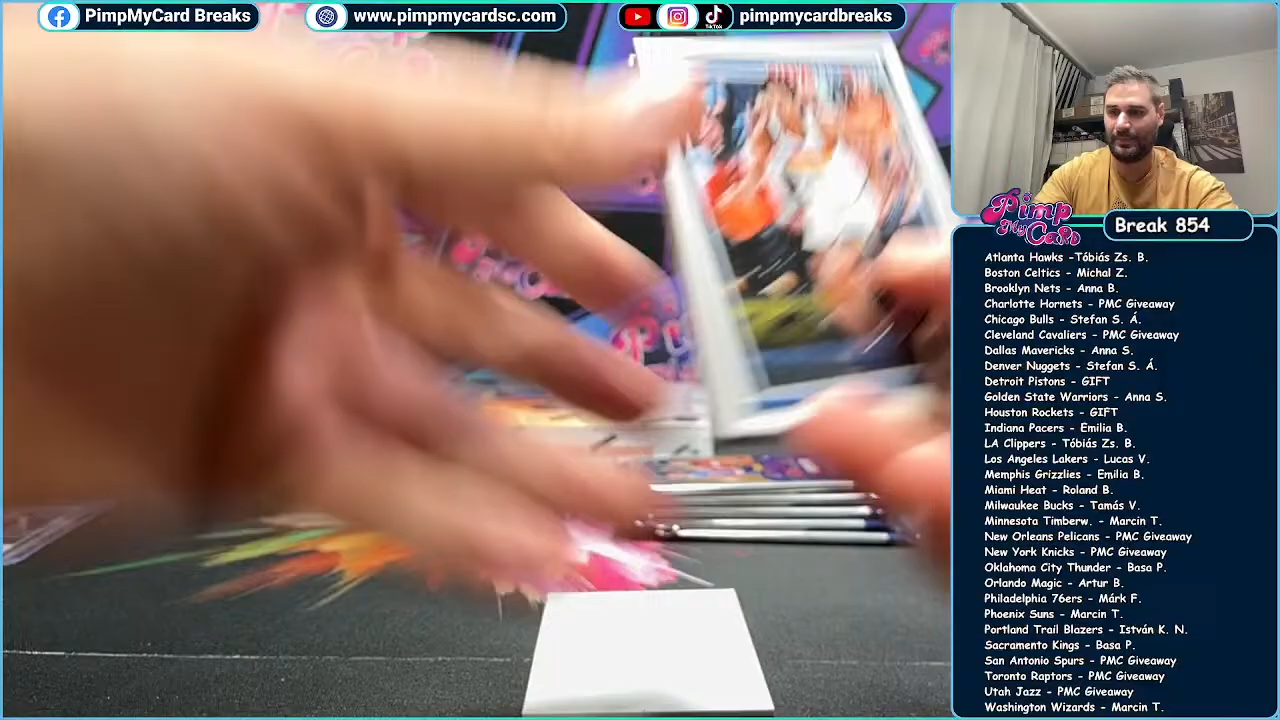 PimpMyCard Breaks
www.pimpmycardsc.com
pimpmycardbreaks
Pimp
My Card
Break 854
Atlanta Hawks -Tóbiás Zs. B.
Boston Celtics - Michal Z.
Brooklyn Nets - Anna B.
Charlotte Hornets - PMC Giveaway
Chicago Bulls - Stefan S. Á.
Cleveland Cavaliers - PMC Giveaway
Dallas Mavericks - Anna S.
Denver Nuggets - Stefan S. Á.
Detroit Pistons - GIFT
Golden State Warriors - Anna S.
Houston Rockets - GIFT
Indiana Pacers - Emilia B.
LA Clippers - Tóbiás Zs. B.
Los Angeles Lakers - Lucas V.
Memphis Grizzlies - Emilia B.
Miami Heat - Roland B.
Milwaukee Bucks - Tamás V.
Minnesota Timberw. - Marcin T.
New Orleans Pelicans - PMC Giveaway
New York Knicks - PMC Giveaway
Oklahoma City Thunder - Basa P.
Orlando Magic - Artur B.
Philadelphia 76ers - Márk F.
Phoenix Suns - Marcin T.
Portland Trail Blazers - István K. N.
Sacramento Kings - Basa P.
San Antonio Spurs - PMC Giveaway
Toronto Raptors - PMC Giveaway
Utah Jazz - PMC Giveaway
Washington Wizards - Marcin T.